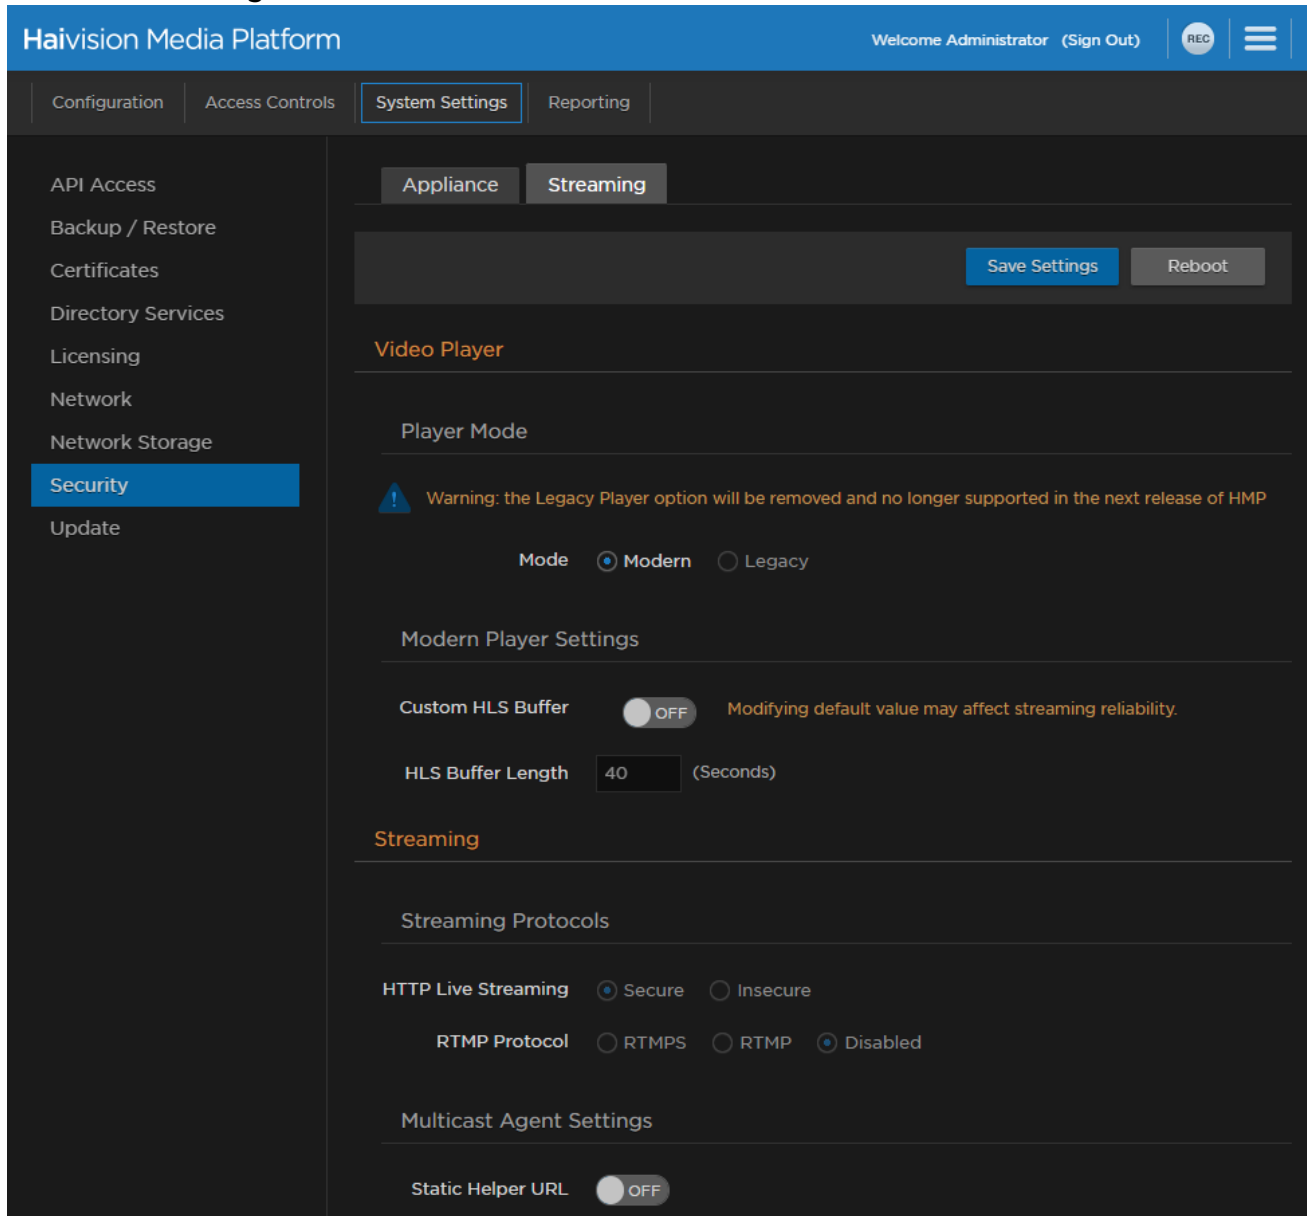 Haivision Media Platform
Welcome Administrator (Sign Out)
REC
Configuration
Access Controls
System Settings
Reporting
API Access
Backup / Restore
Certificates
Directory Services
Licensing
Network
Network Storage
Security
Update
Appliance
Streaming
Save Settings
Reboot
Video Player
Player Mode
Warning: the Legacy Player option will be removed and no longer supported in the next release of HMP
Mode Modern Legacy
Modern Player Settings
Custom HLS Buffer OFF Modifying default value may affect streaming reliability.
HLS Buffer Length 40 (Seconds)
Streaming
Streaming Protocols
HTTP Live Streaming Secure Insecure
RTMP Protocol RTMPS RTMP Disabled
Multicast Agent Settings
Static Helper URL OFF